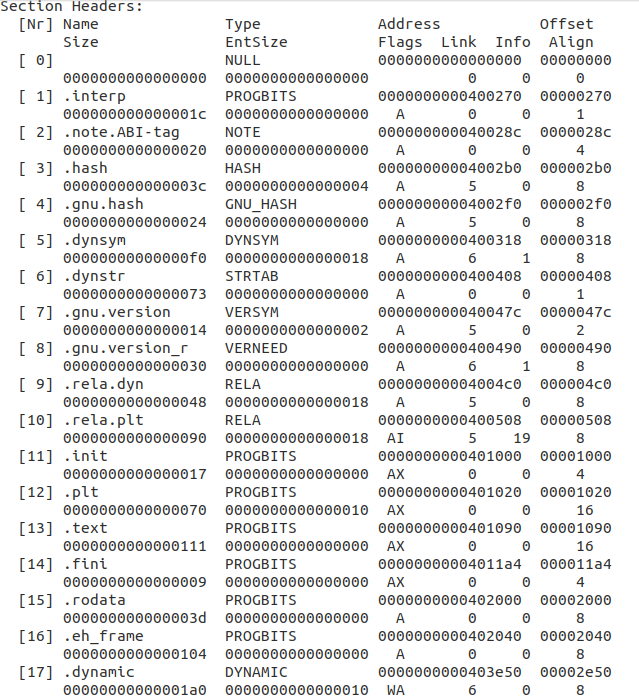 Section Headers:
[Nr] Name Type Address Offset
Size EntSize Flags Link Info Align
[ 0] NULL 0000000000000000 00000000
0000000000000000 0000000000000000 0 0 0
[ 1] .interp PROGBITS 0000000000400270 00000270
000000000000001c 0000000000000000 A 0 0 1
[ 2] .note.ABI-tag NOTE 000000000040028c 0000028c
0000000000000020 0000000000000000 A 0 0 4
[ 3] .hash HASH 00000000004002b0 000002b0
000000000000003c 0000000000000004 A 5 0 8
[ 4] .gnu.hash GNU_HASH 00000000004002f0 000002f0
0000000000000024 0000000000000000 A 5 0 8
[ 5] .dynsym DYNSYM 0000000000400318 00000318
00000000000000f0 0000000000000018 A 6 1 8
[ 6] .dynstr STRTAB 0000000000400408 00000408
0000000000000073 0000000000000000 A 0 0 1
[ 7] .gnu.version VERSYM 000000000040047c 0000047c
0000000000000014 0000000000000002 A 5 0 2
[ 8] .gnu.version_r VERNEED 0000000000400490 00000490
0000000000000030 0000000000000000 A 6 1 8
[ 9] .rela.dyn RELA 00000000004004c0 000004c0
0000000000000048 0000000000000018 A 5 0 8
[10] .rela.plt RELA 0000000000400508 00000508
0000000000000090 0000000000000018 AI 5 19 8
[11] .init PROGBITS 0000000000401000 00001000
0000000000000017 0000000000000000 AX 0 0 4
[12] .plt PROGBITS 0000000000401020 00001020
0000000000000070 0000000000000010 AX 0 0 16
[13] .text PROGBITS 0000000000401090 00001090
0000000000000111 0000000000000000 AX 0 0 16
[14] .fini PROGBITS 00000000004011a4 000011a4
0000000000000009 0000000000000000 AX 0 0 4
[15] .rodata PROGBITS 0000000000402000 00002000
000000000000003d 0000000000000000 A 0 0 8
[16] .eh_frame PROGBITS 0000000000402040 00002040
0000000000000104 0000000000000000 A 0 0 8
[17] .dynamic DYNAMIC 0000000000403e50 00002e50
00000000000001a0 0000000000000010 WA 6 0 8